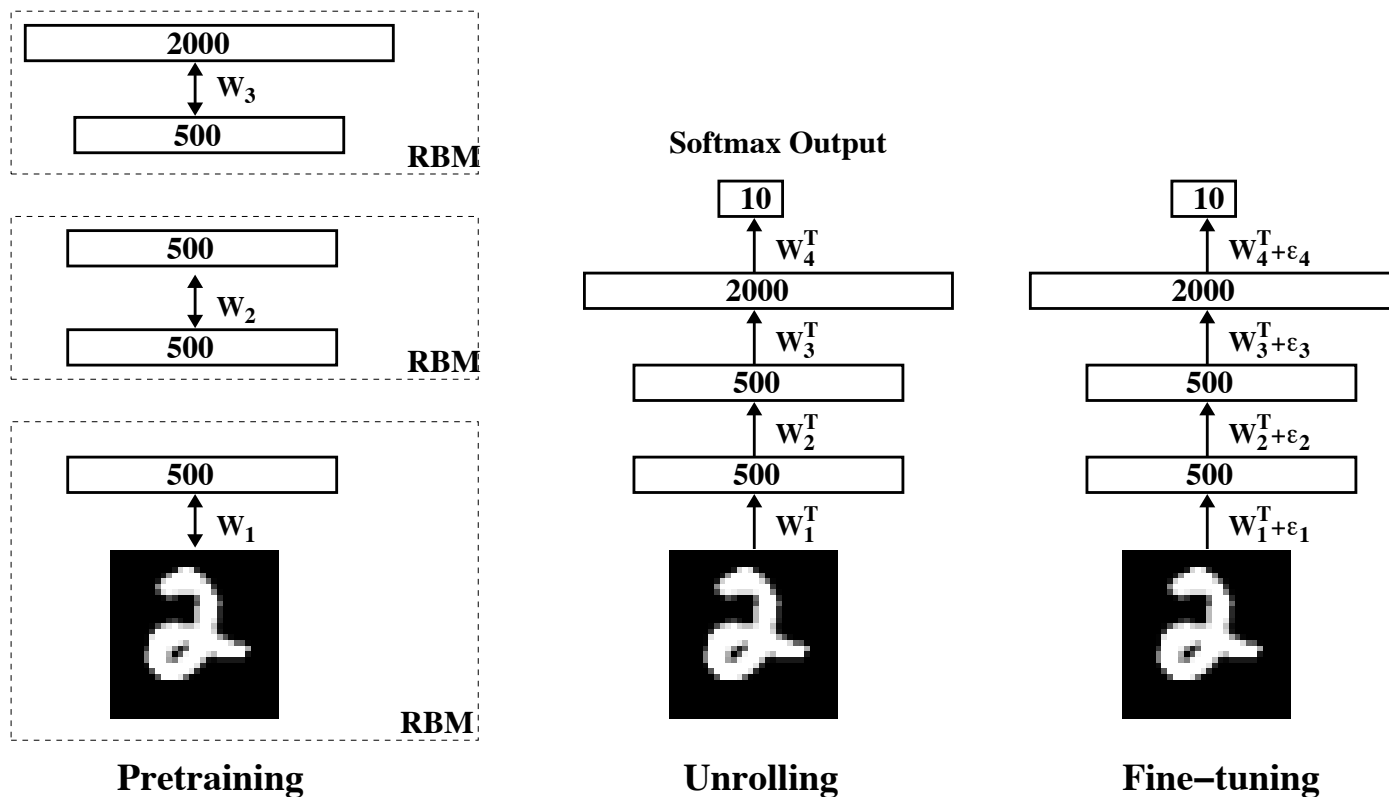 2000
W₃
500
RBM
500
W₂
500
RBM
500
W₁
RBM
Pretraining
Softmax Output
10
W₄ᵀ
2000
W₃ᵀ
500
W₂ᵀ
500
W₁ᵀ
Unrolling
10
W₄ᵀ+ε₄
2000
W₃ᵀ+ε₃
500
W₂ᵀ+ε₂
500
W₁ᵀ+ε₁
Fine−tuning